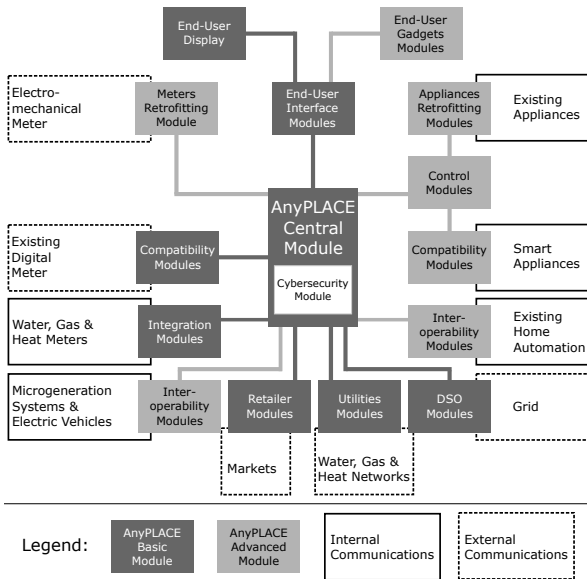 End-User
Display
End-User
Gadgets
Modules
Electro-
mechanical
Meter
Meters
Retrofitting
Module
End-User
Interface
Modules
Appliances
Retrofitting
Modules
Existing
Appliances
Control
Modules
AnyPLACE
Central
Module
Cybersecurity
Module
Existing
Digital
Meter
Compatibility
Modules
Compatibility
Modules
Smart
Appliances
Water, Gas &
Heat Meters
Integration
Modules
Inter-
operability
Modules
Existing
Home
Automation
Microgeneration
Systems &
Electric Vehicles
Inter-
operability
Modules
Retailer
Modules
Utilities
Modules
DSO
Modules
Grid
Markets
Water, Gas &
Heat Networks
Legend:
AnyPLACE
Basic
Module
AnyPLACE
Advanced
Module
Internal
Communications
External
Communications